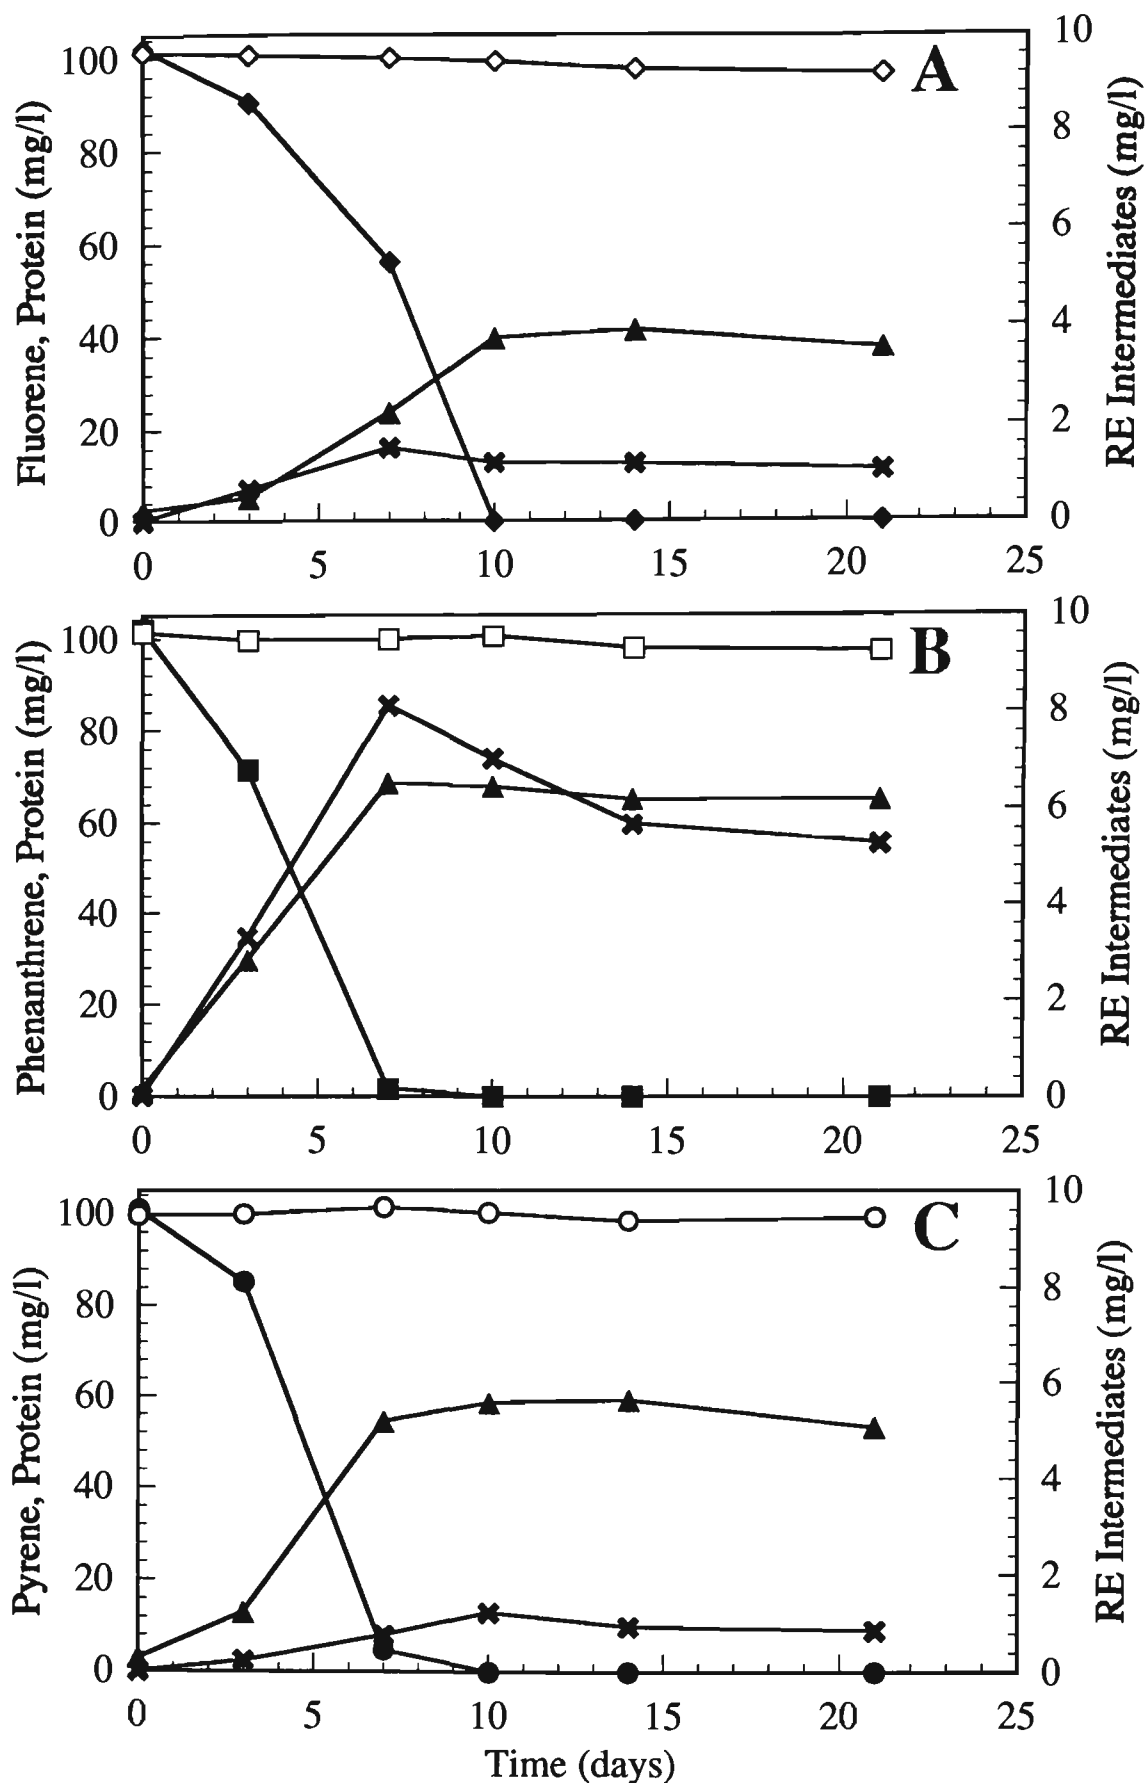 A
Fluorene, Protein (mg/l)
100
80
60
40
20
0
10
8
6
4
2
0
RE Intermediates (mg/l)
0 5 10 15 20 25
B
Phenanthrene, Protein (mg/l)
100
80
60
40
20
0
10
8
6
4
2
0
RE Intermediates (mg/l)
0 5 10 15 20 25
C
Pyrene, Protein (mg/l)
100
80
60
40
20
0
10
8
6
4
2
0
RE Intermediates (mg/l)
0 5 10 15 20 25
Time (days)